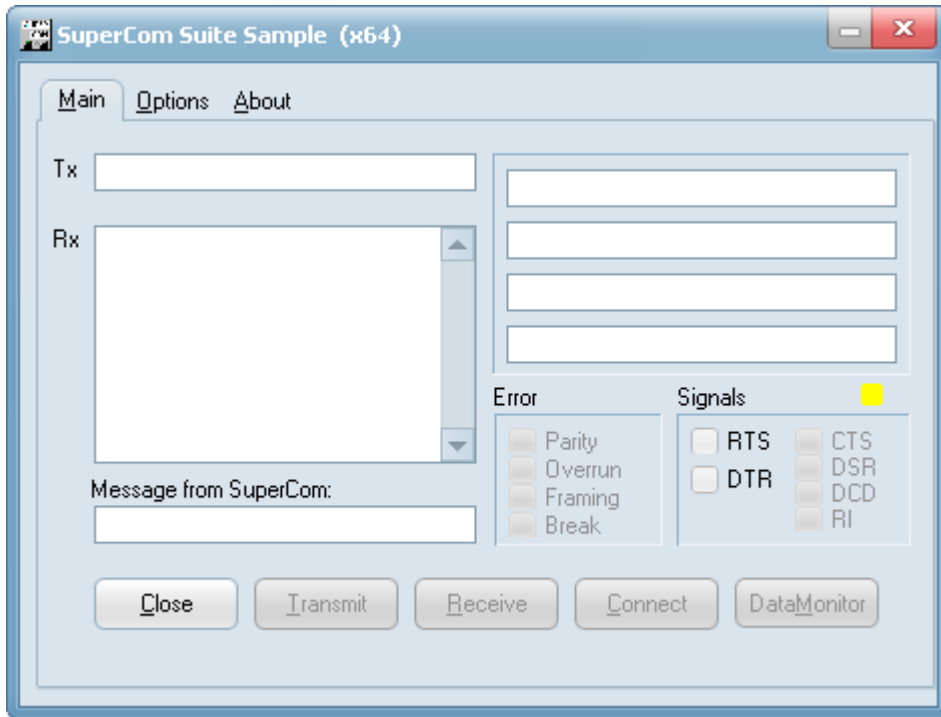 SuperCom Suite Sample (x64)
Main Options About
Tx
Rx
Message from SuperCom:
Error
Parity
Overrun
Framing
Break
Signals
RTS
DTR
CTS
DSR
DCD
RI
Close Transmit Receive Connect DataMonitor